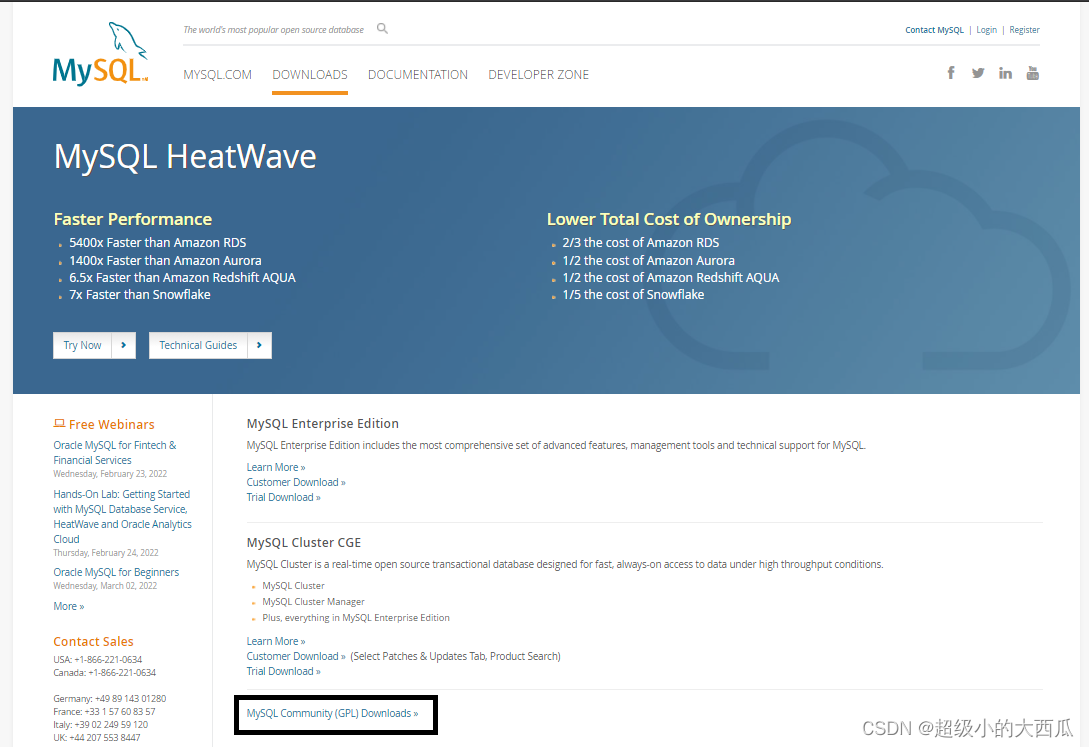 The world's most popular open source database
Contact MySQL | Login | Register
MySQL™
MYSQL.COM DOWNLOADS DOCUMENTATION DEVELOPER ZONE
MySQL HeatWave
Faster Performance
5400x Faster than Amazon RDS
1400x Faster than Amazon Aurora
6.5x Faster than Amazon Redshift AQUA
7x Faster than Snowflake
Lower Total Cost of Ownership
2/3 the cost of Amazon RDS
1/2 the cost of Amazon Aurora
1/2 the cost of Amazon Redshift AQUA
1/5 the cost of Snowflake
Try Now
Technical Guides
Free Webinars
Oracle MySQL for Fintech &
Financial Services
Wednesday, February 23, 2022
Hands-On Lab: Getting Started
with MySQL Database Service,
HeatWave and Oracle Analytics
Cloud
Thursday, February 24, 2022
Oracle MySQL for Beginners
Wednesday, March 02, 2022
More »
Contact Sales
USA: +1-866-221-0634
Canada: +1-866-221-0634
Germany: +49 89 143 01280
France: +33 1 57 60 83 57
Italy: +39 02 249 59 120
UK: +44 207 553 8447
MySQL Enterprise Edition
MySQL Enterprise Edition includes the most comprehensive set of advanced features, management tools and technical support for MySQL.
Learn More »
Customer Download »
Trial Download »
MySQL Cluster CGE
MySQL Cluster is a real-time open source transactional database designed for fast, always-on access to data under high throughput conditions.
MySQL Cluster
MySQL Cluster Manager
Plus, everything in MySQL Enterprise Edition
Learn More »
Customer Download » (Select Patches & Updates Tab, Product Search)
Trial Download »
MySQL Community (GPL) Downloads »
CSDN @超级小的大西瓜